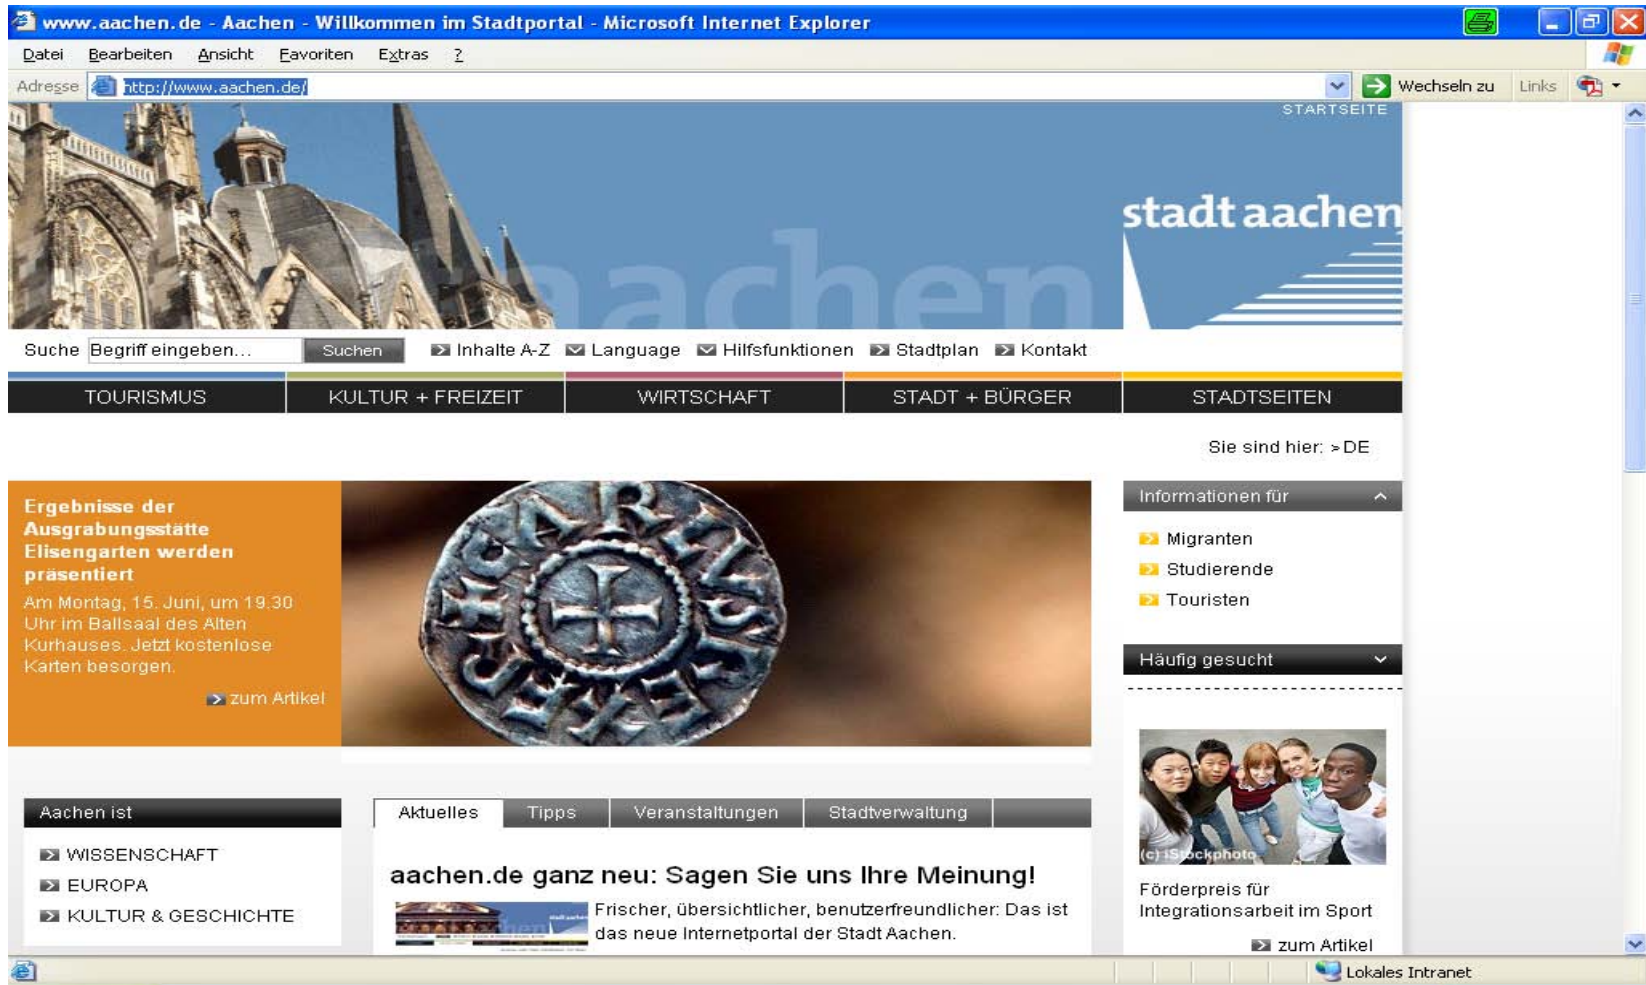 www.aachen.de - Aachen - Willkommen im Stadtportal - Microsoft Internet Explorer
Datei Bearbeiten Ansicht Favoriten Extras ?
Adresse http://www.aachen.de/ Wechseln zu Links
STARTSEITE
stadt aachen
aachen
Suche Begriff eingeben... Suchen Inhalte A-Z Language Hilfsfunktionen Stadtplan Kontakt
TOURISMUS KULTUR + FREIZEIT WIRTSCHAFT STADT + BÜRGER STADTSEITEN
Sie sind hier: > DE
Ergebnisse der
Ausgrabungsstätte
Elisengarten werden
präsentiert
Am Montag, 15. Juni, um 19.30
Uhr im Ballsaal des Alten
Kurhauses. Jetzt kostenlose
Karten besorgen.
zum Artikel
Informationen für
Migranten
Studierende
Touristen
Häufig gesucht
(c) iStockphoto
Förderpreis für
Integrationsarbeit im Sport
zum Artikel
Aachen ist
WISSENSCHAFT
EUROPA
KULTUR & GESCHICHTE
Aktuelles Tipps Veranstaltungen Stadtverwaltung
aachen.de ganz neu: Sagen Sie uns Ihre Meinung!
Frischer, übersichtlicher, benutzerfreundlicher: Das ist
das neue Internetportal der Stadt Aachen.
Lokales Intranet